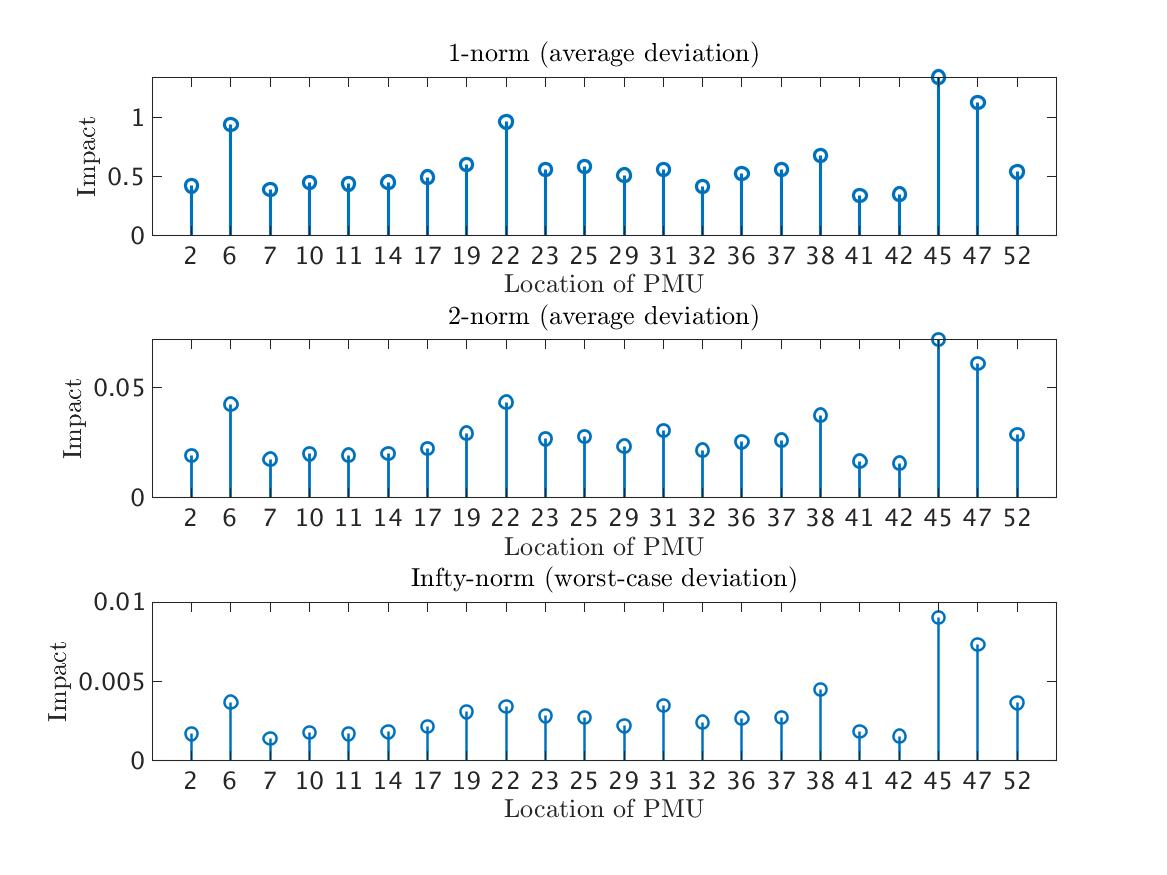 1-norm (average deviation)
1
0.5
0
Impact
2 6 7 10 11 14 17 19 22 23 25 29 31 32 36 37 38 41 42 45 47 52
Location of PMU
2-norm (average deviation)
0.05
0
Impact
2 6 7 10 11 14 17 19 22 23 25 29 31 32 36 37 38 41 42 45 47 52
Location of PMU
Infty-norm (worst-case deviation)
0.01
0.005
0
Impact
2 6 7 10 11 14 17 19 22 23 25 29 31 32 36 37 38 41 42 45 47 52
Location of PMU